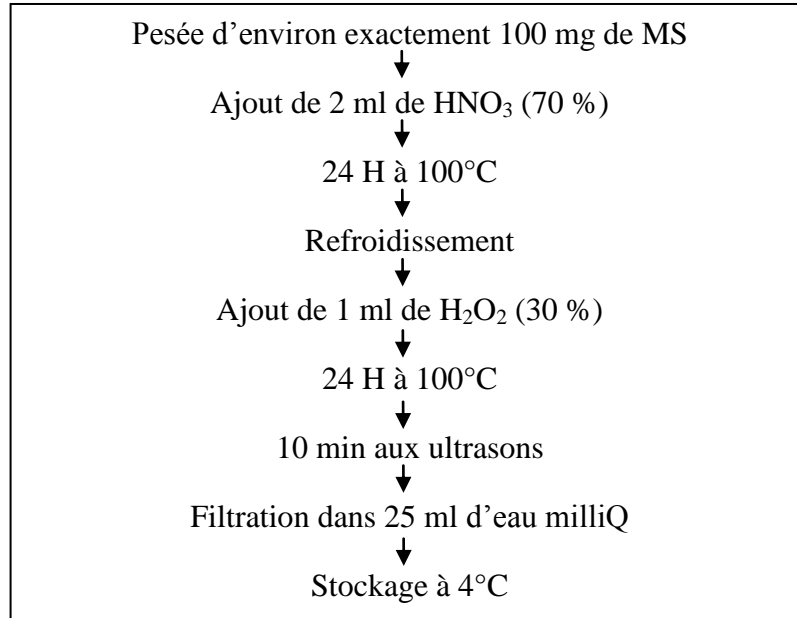 Pesée d’environ exactement 100 mg de MS
Ajout de 2 ml de HNO₃ (70 %)
24 H à 100°C
Refroidissement
Ajout de 1 ml de H₂O₂ (30 %)
24 H à 100°C
10 min aux ultrasons
Filtration dans 25 ml d’eau milliQ
Stockage à 4°C